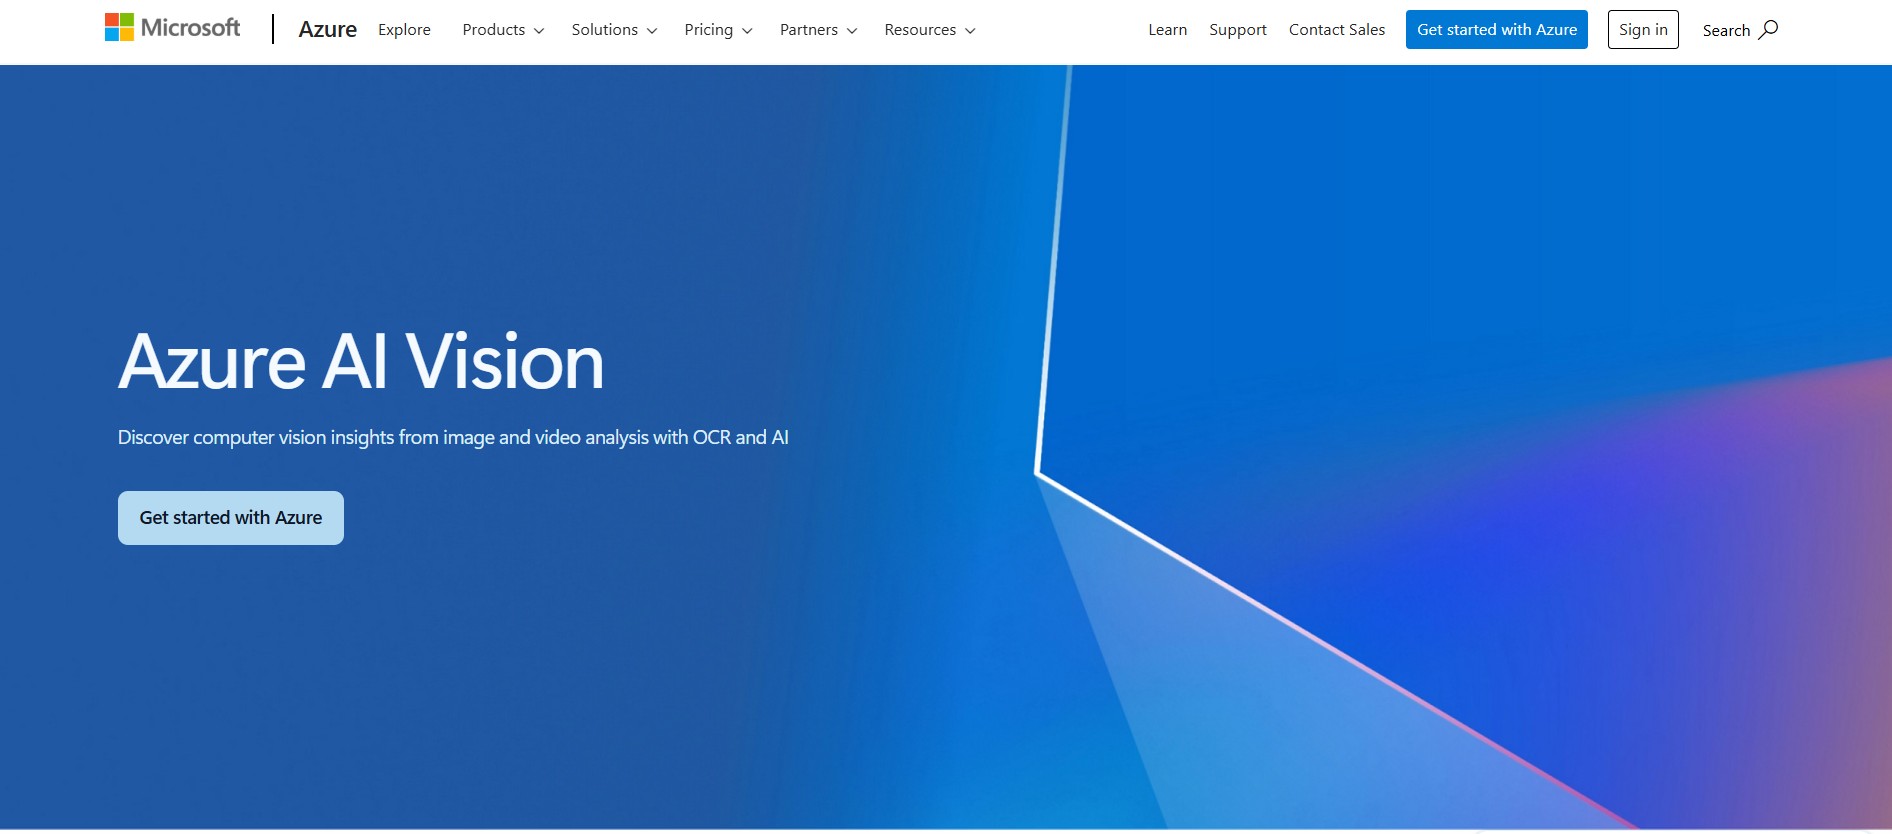 Microsoft Azure Explore Products Solutions Pricing Partners Resources Learn Support Contact Sales Get started with Azure Sign in Search
Azure AI Vision
Discover computer vision insights from image and video analysis with OCR and AI
Get started with Azure